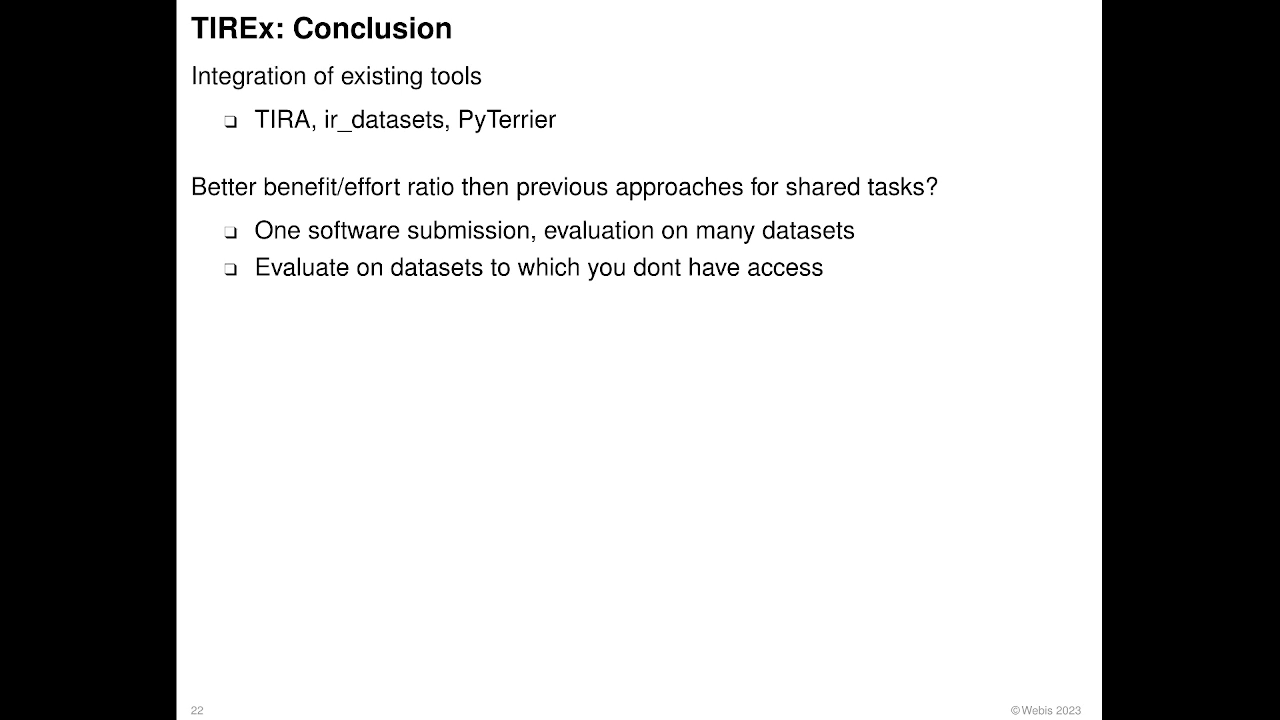 TIREx: Conclusion
Integration of existing tools
❑ TIRA, ir_datasets, PyTerrier
Better benefit/effort ratio then previous approaches for shared tasks?
❑ One software submission, evaluation on many datasets
❑ Evaluate on datasets to which you dont have access
22
©Webis 2023